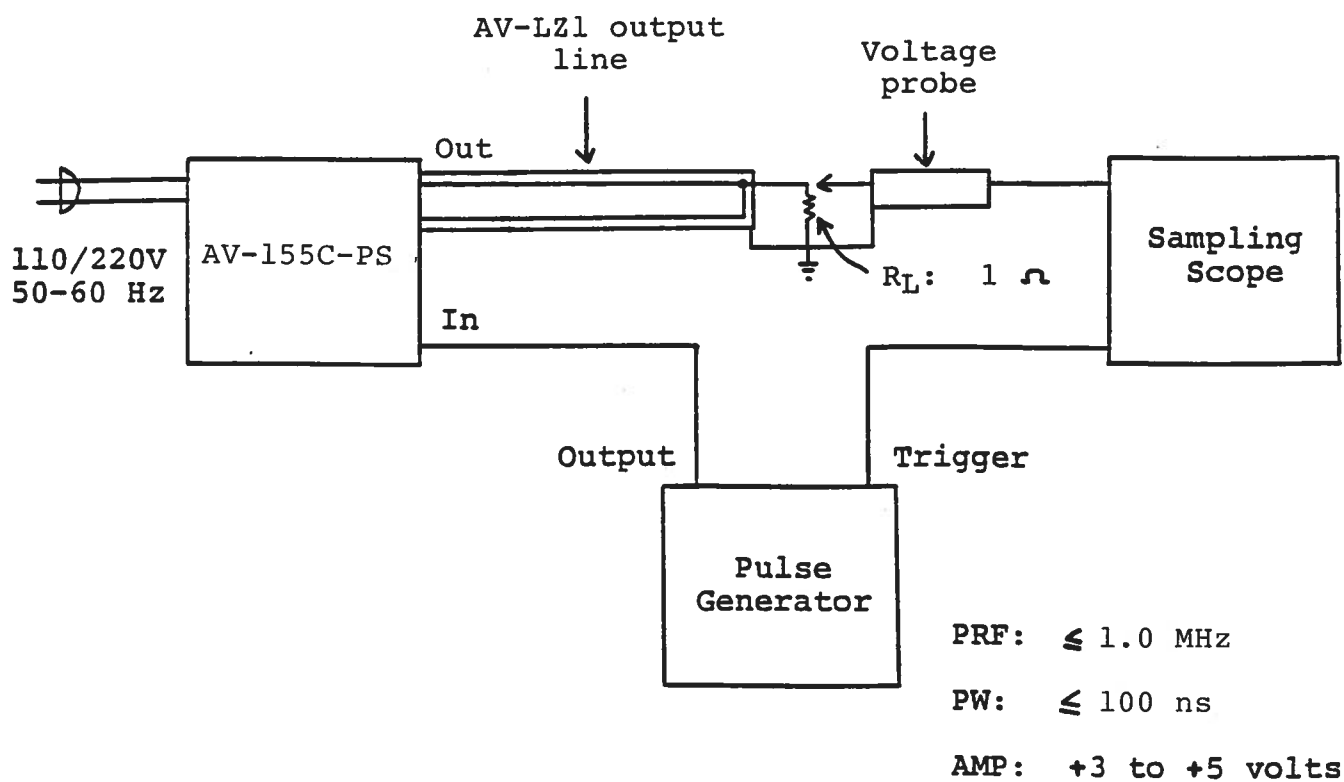 AV-LZ1 output
line
Voltage
probe
Out
110/220V
50-60 Hz
AV-155C-PS
RL: 1 Ω
Sampling
Scope
In
Output
Trigger
Pulse
Generator
PRF: ≤ 1.0 MHz
PW: ≤ 100 ns
AMP: +3 to +5 volts